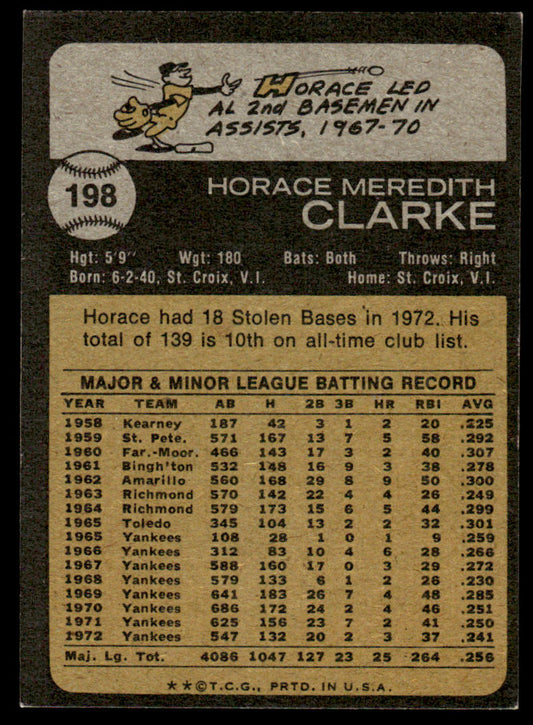 HORACE LED
AL 2nd BASEMEN IN
ASSISTS, 1967-70
198
HORACE MEREDITH
CLARKE
Hgt: 5'9" Wgt: 180 Bats: Both Throws: Right
Born: 6-2-40, St. Croix, V.I. Home: St. Croix, V.I.
Horace had 18 Stolen Bases in 1972. His
total of 139 is 10th on all-time club list.
MAJOR & MINOR LEAGUE BATTING RECORD
YEAR TEAM AB H 2B 3B HR RBI AVG
1958 Kearney 187 42 3 1 2 20 .225
1959 St. Pete. 571 167 13 7 5 58 .292
1960 Far.-Moor. 466 143 17 3 2 40 .307
1961 Bingh'ton 532 148 16 9 3 38 .278
1962 Amarillo 560 168 29 8 9 50 .300
1963 Richmond 570 142 22 4 4 26 .249
1964 Richmond 579 173 15 6 5 44 .299
1965 Toledo 345 104 13 2 2 32 .301
1965 Yankees 108 28 1 0 1 9 .259
1966 Yankees 312 83 10 4 6 28 .266
1967 Yankees 588 160 17 0 3 29 .272
1968 Yankees 579 133 6 1 2 26 .230
1969 Yankees 641 183 26 7 4 48 .285
1970 Yankees 686 172 24 2 4 46 .251
1971 Yankees 625 156 23 7 2 41 .250
1972 Yankees 547 132 20 2 3 37 .241
Maj. Lg. Tot. 4086 1047 127 23 25 264 .256
**©T.C.G., PRTD. IN U.S.A.